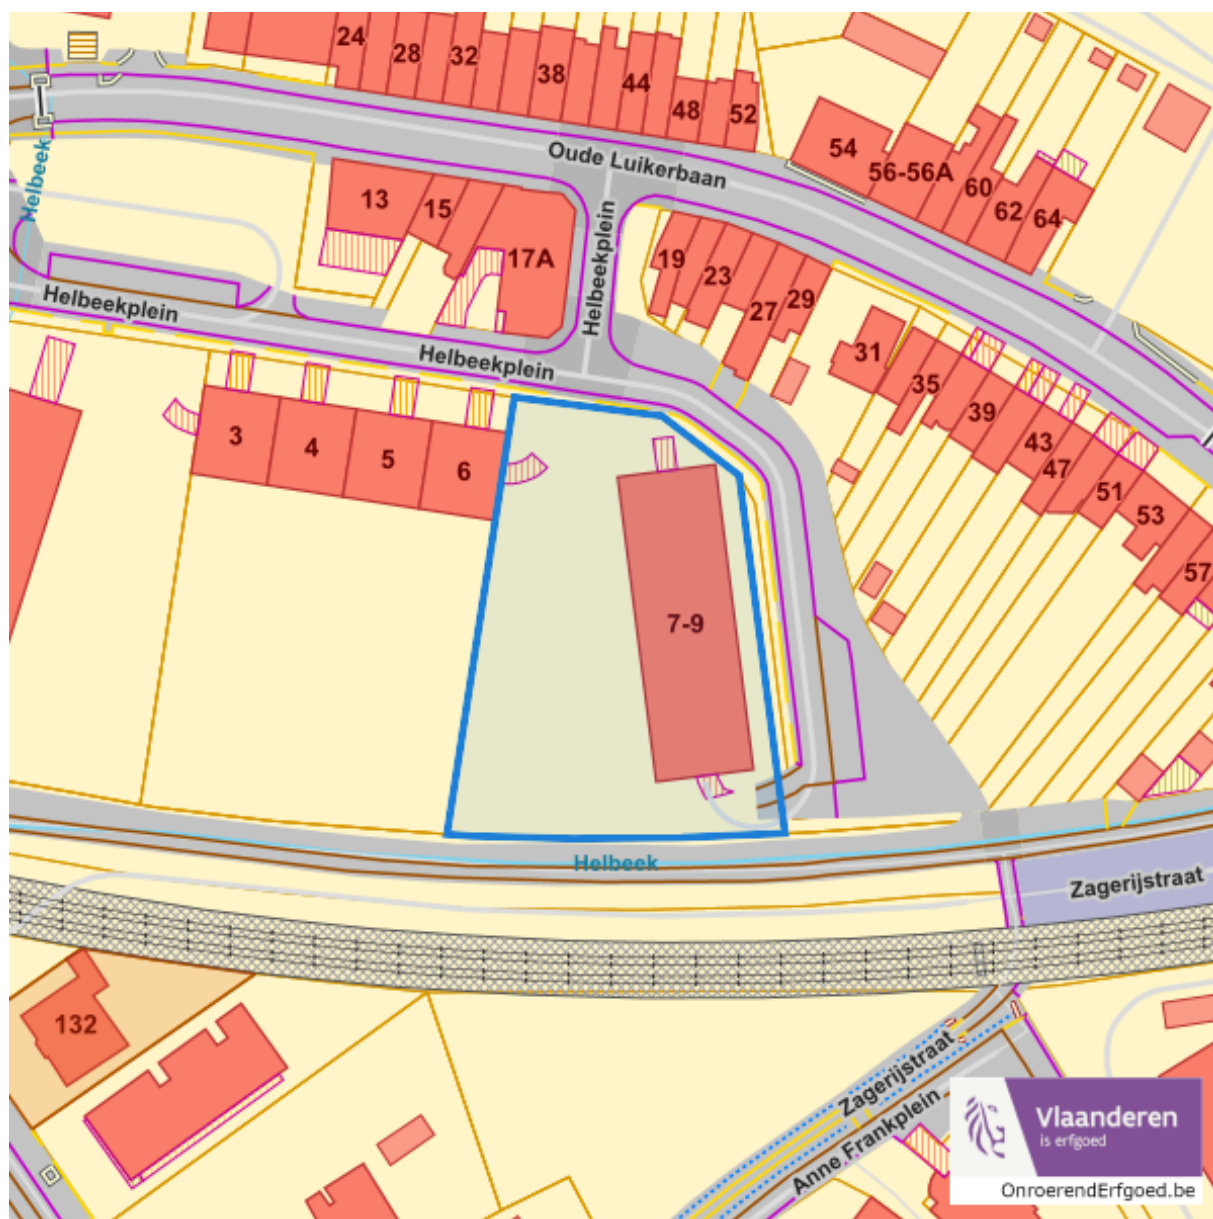 24
28
32
38
44
48
52
54
56-56A
60
62
64
Oude Luikerbaan
Helbeek
13
15
17A
Helbeekplein
19
23
27
29
31
35
39
43
47
51
53
57
Helbeekplein
Helbeekplein
3
4
5
6
7-9
Helbeek
Zagerijstraat
132
Zagerijstraat
Anne Frankplein
Vlaanderen
is erfgoed
OnroerendErfgoed.be